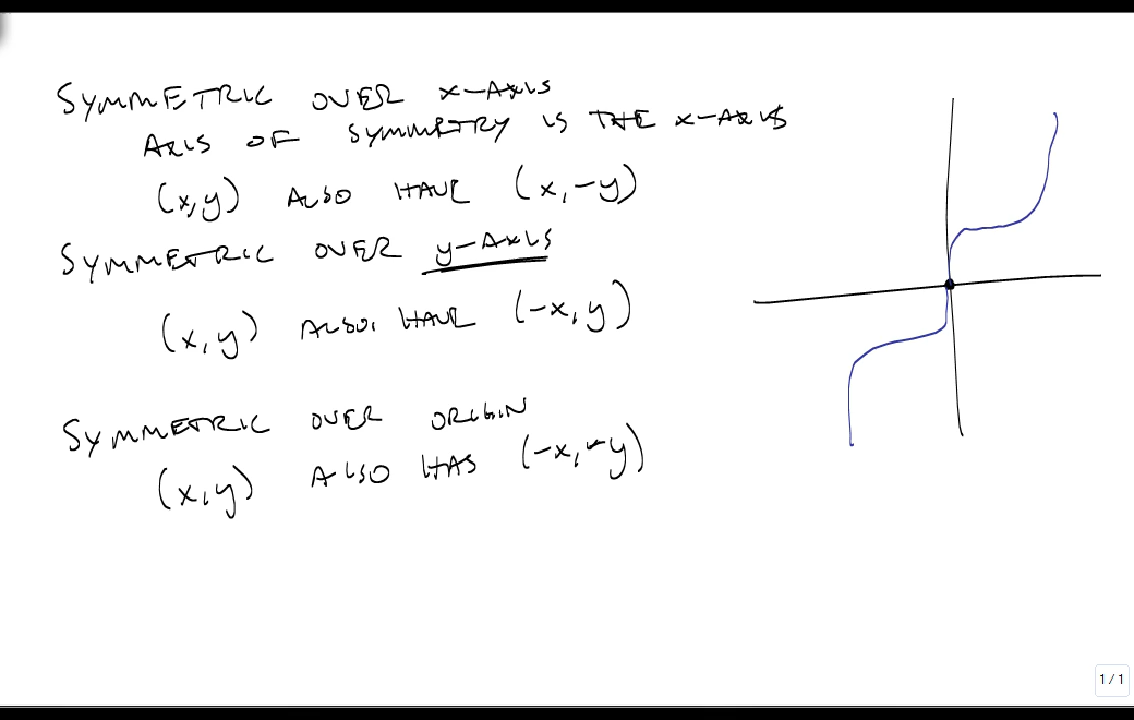 SYMMETRIC OVER x-AXIS
AXIS OF SYMMETRY IS THE x-AXIS
(x,y) ALSO HAVE (x,-y)
SYMMETRIC OVER y-AXIS
(x,y) ALSO. HAVE (-x,y)
SYMMETRIC OVER ORIGIN
(x,y) ALSO HAS (-x,-y)
1 / 1